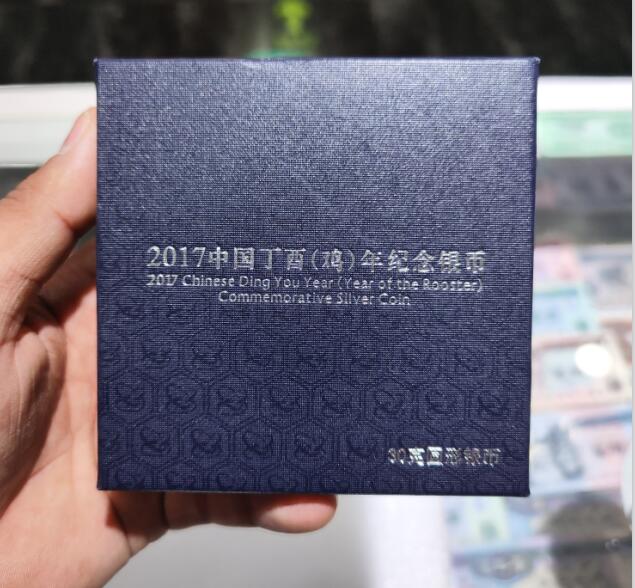 2017中国丁酉(鸡)年纪念银币
2017 Chinese Ding You Year (Year of the Rooster)
Commemorative Silver Coin
30克圆形银币